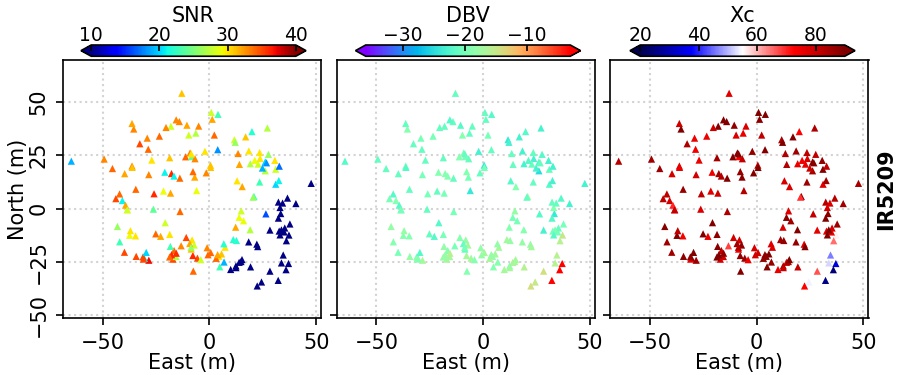 SNR DBV Xc
10 20 30 40 −30 −20 −10 20 40 60 80
50
25
0
−25
−50
North (m)
−50 0 50 −50 0 50 −50 0 50
East (m) East (m) East (m)
IR5209